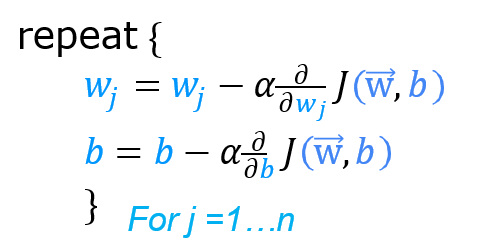 repeat {
w_j = w_j − α ∂/∂w_j J(w⃗, b)
b = b − α ∂/∂b J(w⃗, b)
} For j =1…n